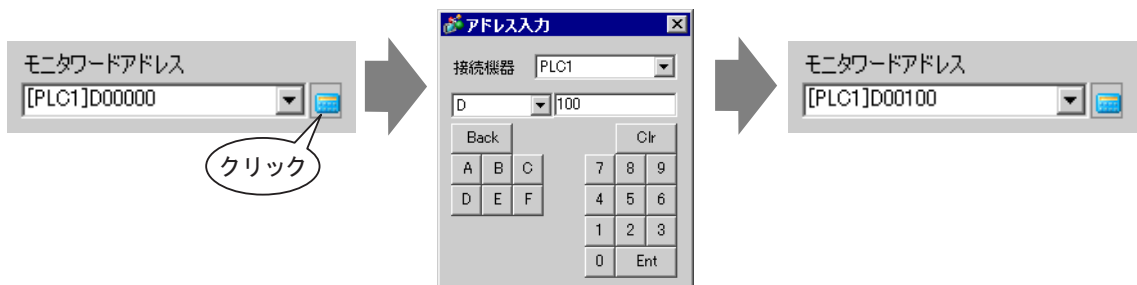 モニタワードアドレス
[PLC1]D00000
クリック
アドレス入力
接続機器 PLC1
D 100
Back Clr
A B C 7 8 9
D E F 4 5 6
1 2 3
0 Ent
モニタワードアドレス
[PLC1]D00100